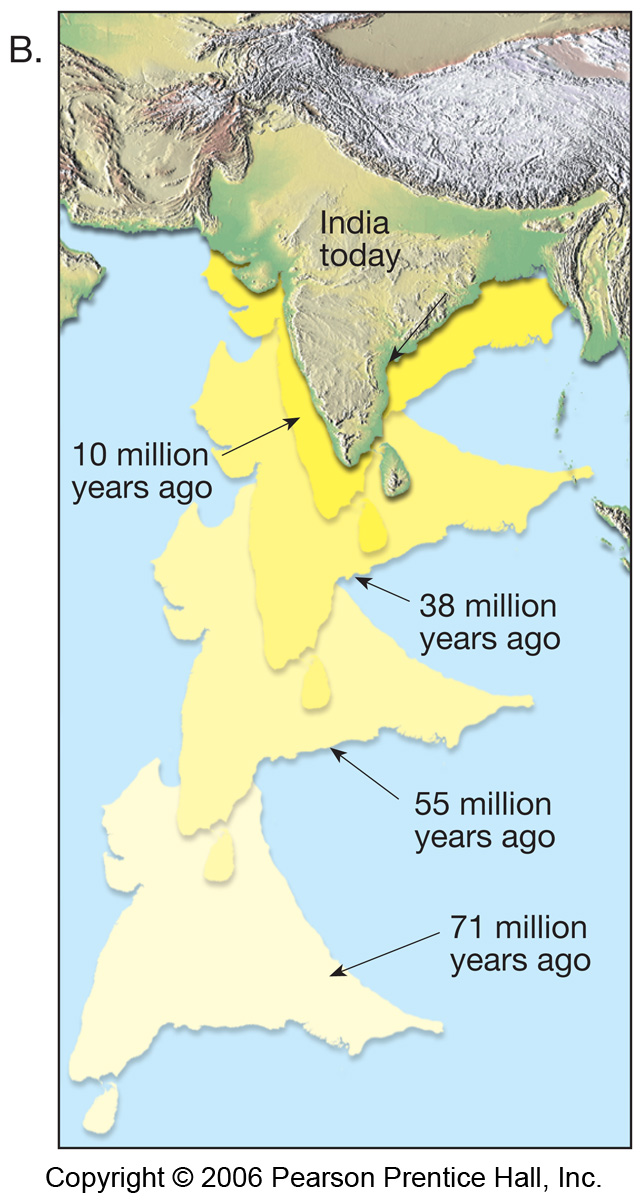 B.
India
today
10 million
years ago
38 million
years ago
55 million
years ago
71 million
years ago
Copyright © 2006 Pearson Prentice Hall, Inc.